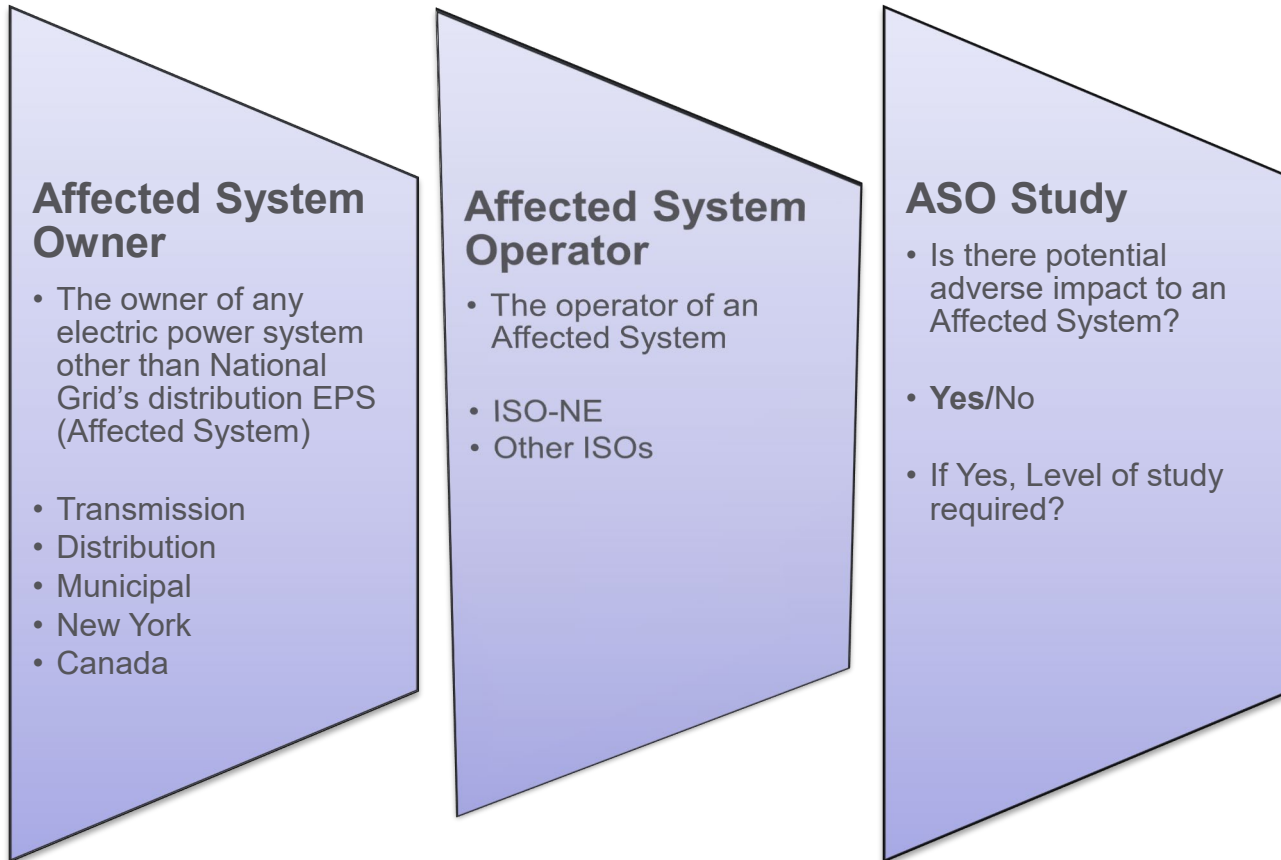 Affected System
Owner
• The owner of any
electric power system
other than National
Grid’s distribution EPS
(Affected System)
• Transmission
• Distribution
• Municipal
• New York
• Canada
Affected System
Operator
• The operator of an
Affected System
• ISO-NE
• Other ISOs
ASO Study
• Is there potential
adverse impact to an
Affected System?
• Yes/No
• If Yes, Level of study
required?